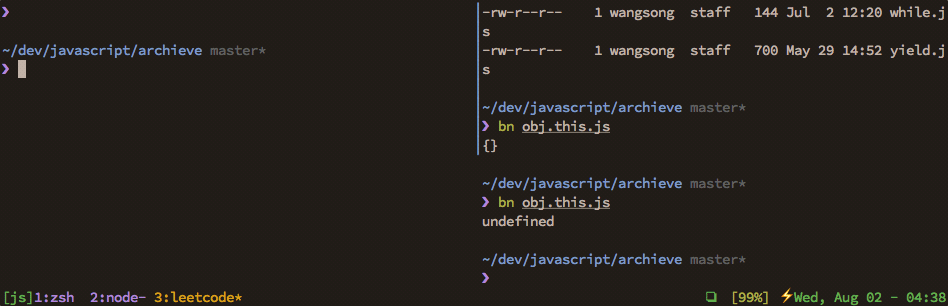 ❯
~/dev/javascript/archieve master*
❯
-rw-r--r--    1 wangsong  staff   144 Jul  2 12:20 while.j
s
-rw-r--r--    1 wangsong  staff   700 May 29 14:52 yield.j
s
~/dev/javascript/archieve master*
❯ bn obj.this.js
{}
~/dev/javascript/archieve master*
❯ bn obj.this.js
undefined
~/dev/javascript/archieve master*
❯
[js]1:zsh  2:node- 3:leetcode* ❏ [99%] ⚡Wed, Aug 02 - 04:38